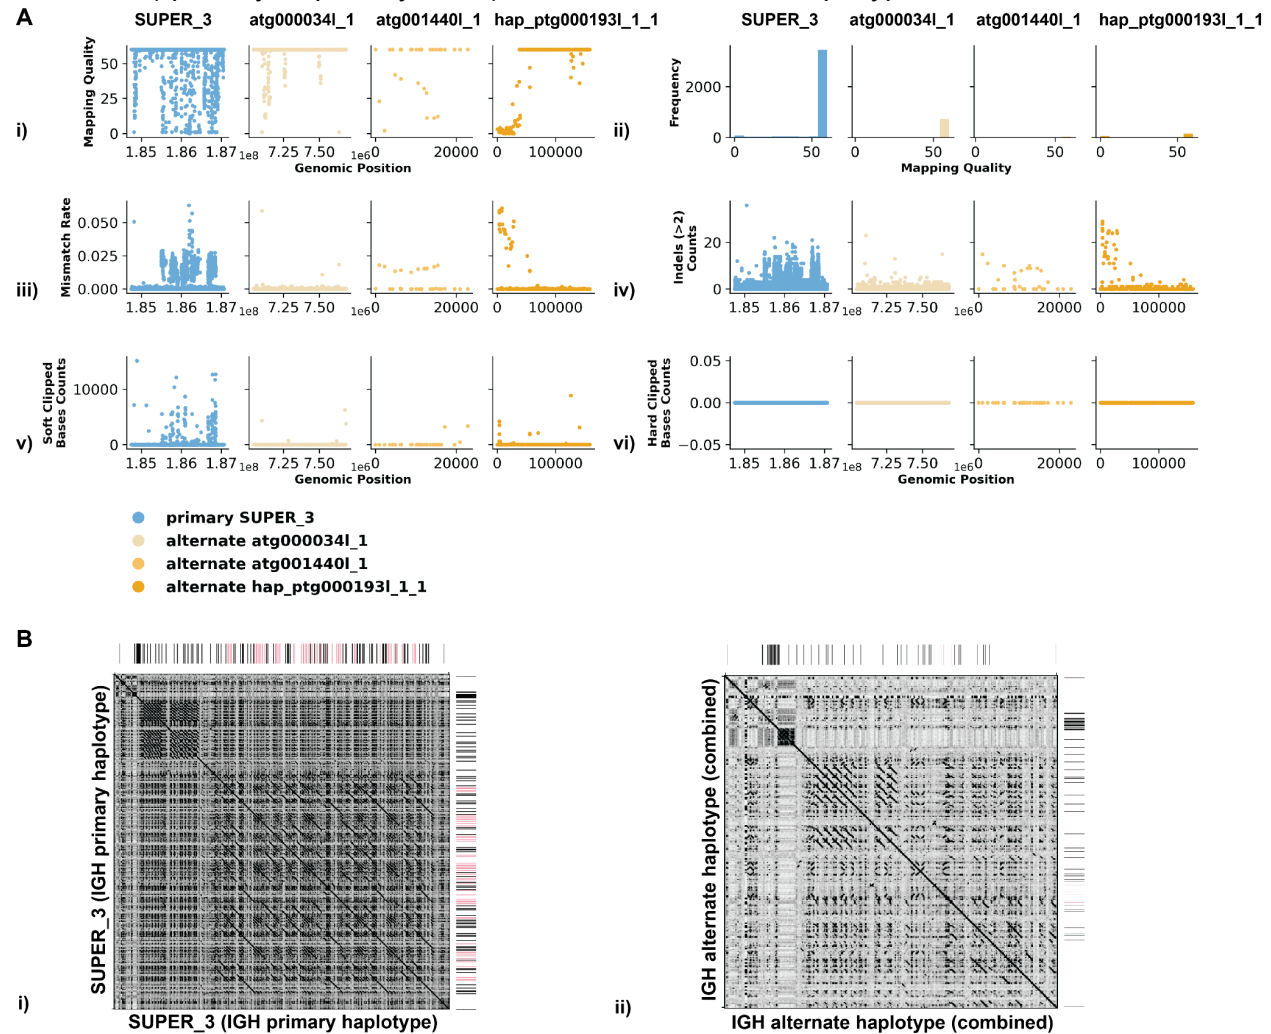 A
SUPER_3 atg000034l_1 atg001440l_1 hap_ptg000193l_1_1 SUPER_3 atg000034l_1 atg001440l_1 hap_ptg000193l_1_1
i)
Mapping Quality
50
25
0
1.85 1.86 1.87 1e8 7.25 7.50 1e6 0 20000 0 100000
Genomic Position
ii)
Frequency
2000
0
0 50 0 50 0 50 0 50
Mapping Quality
iii)
Mismatch Rate
0.050
0.025
0.000
1.85 1.86 1.87 1e8 7.25 7.50 1e6 0 20000 0 100000
iv)
Indels (>2)
Counts
20
0
1.85 1.86 1.87 1e8 7.25 1e6 0 20000 0 100000
v)
Soft Clipped
Bases Counts
10000
0
1.85 1.86 1.87 1e8 7.25 7.50 1e6 0 20000 0 100000
Genomic Position
vi)
Hard Clipped
Bases Counts
0.05
0.00
−0.05
1.85 1.86 1.87 1e8 7.25 1e6 0 20000 0 100000
Genomic Position
primary SUPER_3
alternate atg000034l_1
alternate atg001440l_1
alternate hap_ptg000193l_1_1
B
i)
SUPER_3 (IGH primary haplotype)
SUPER_3 (IGH primary haplotype)
ii)
IGH alternate haplotype (combined)
IGH alternate haplotype (combined)